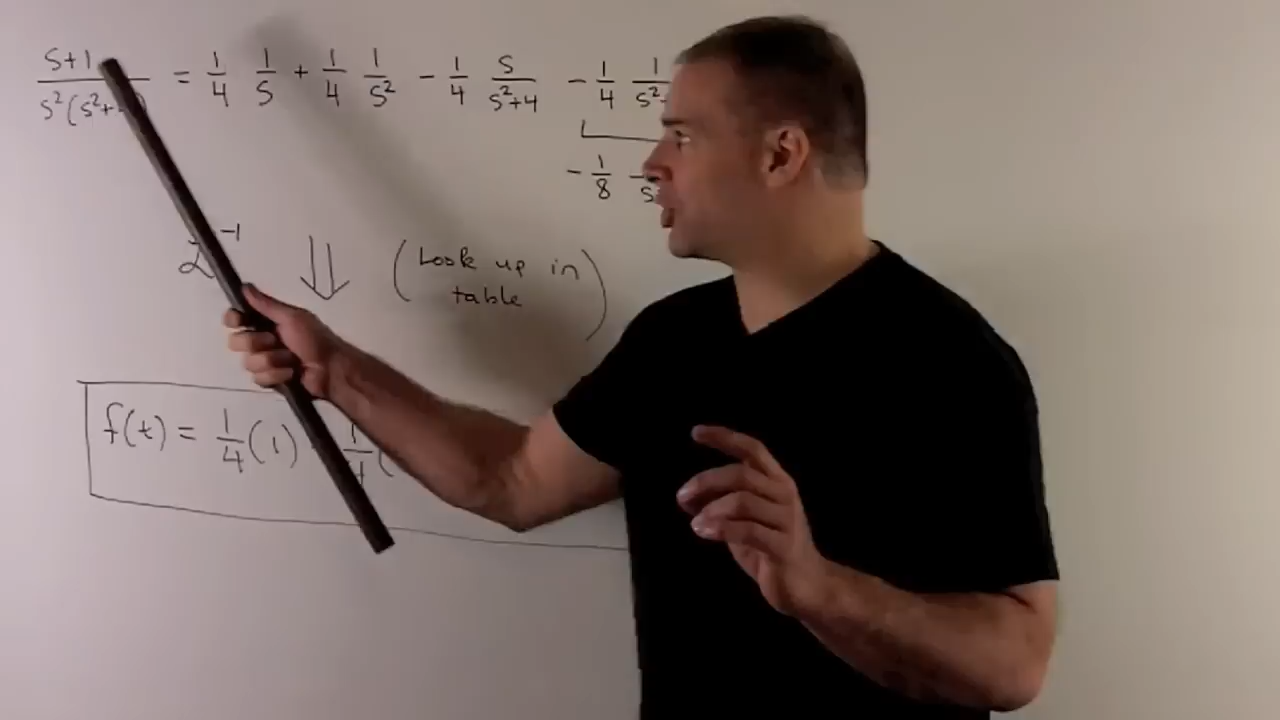 s+1 / s²(s²+ = 1/4 1/s + 1/4 1/s² - 1/4 s/(s²+4) - 1/4 1/s²
- 1/8
ℒ⁻¹ ⇓ (Look up in
table)
f(t) = 1/4 (1) 1/4 (